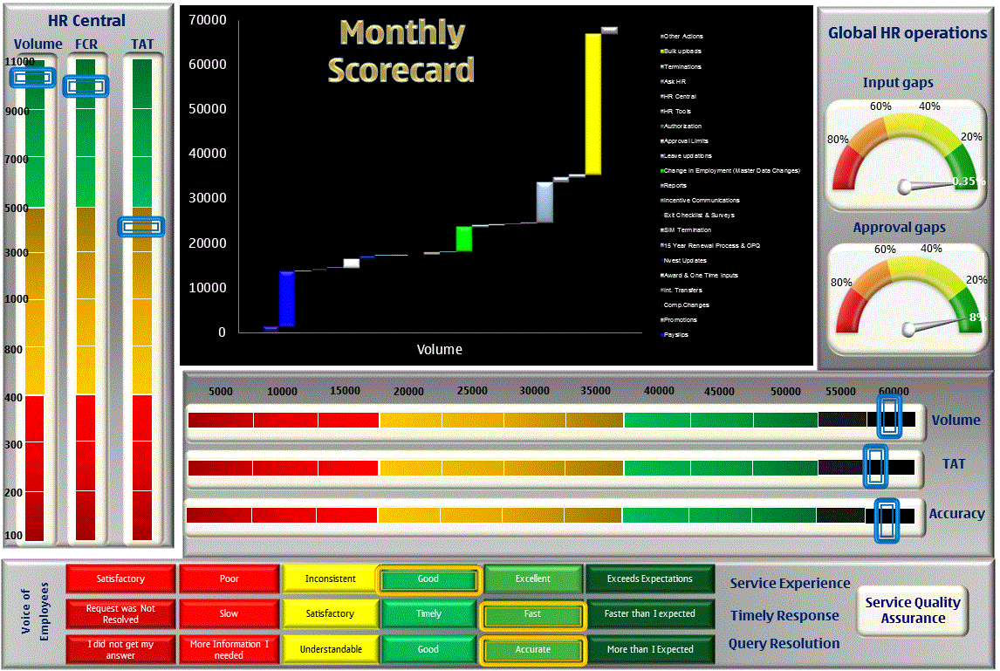 HR Central
Volume
FCR
TAT
11000
9000
7000
5000
3000
1000
800
400
300
200
100
70000
60000
50000
40000
30000
20000
10000
0
Monthly
Scorecard
Volume
Other Actions
Bulk uploads
Terminations
Ask HR
HR Central
HR Tools
Authorization
Approval Limits
Leave updations
Change in Employment (Master Data Changes)
Reports
Incentive Communications
Exit Checklist & Surveys
SIM Termination
15 Year Renewal Process & OPQ
Nvest Updates
Award & One Time Inputs
Int. Transfers
Comp.Changes
Promotions
Payslips
Global HR operations
Input gaps
80%
60%
40%
20%
0.35%
Approval gaps
80%
60%
40%
20%
8%
5000
10000
15000
20000
25000
30000
35000
40000
45000
50000
55000
60000
Volume
TAT
Accuracy
Voice of
Employees
Satisfactory
Poor
Inconsistent
Good
Excellent
Exceeds Expectations
Service Experience
Request was Not
Resolved
Slow
Satisfactory
Timely
Fast
Faster than I expected
Timely Response
I did not get my
answer
More Information I
needed
Understandable
Good
Accurate
More than I Expected
Query Resolution
Service Quality
Assurance